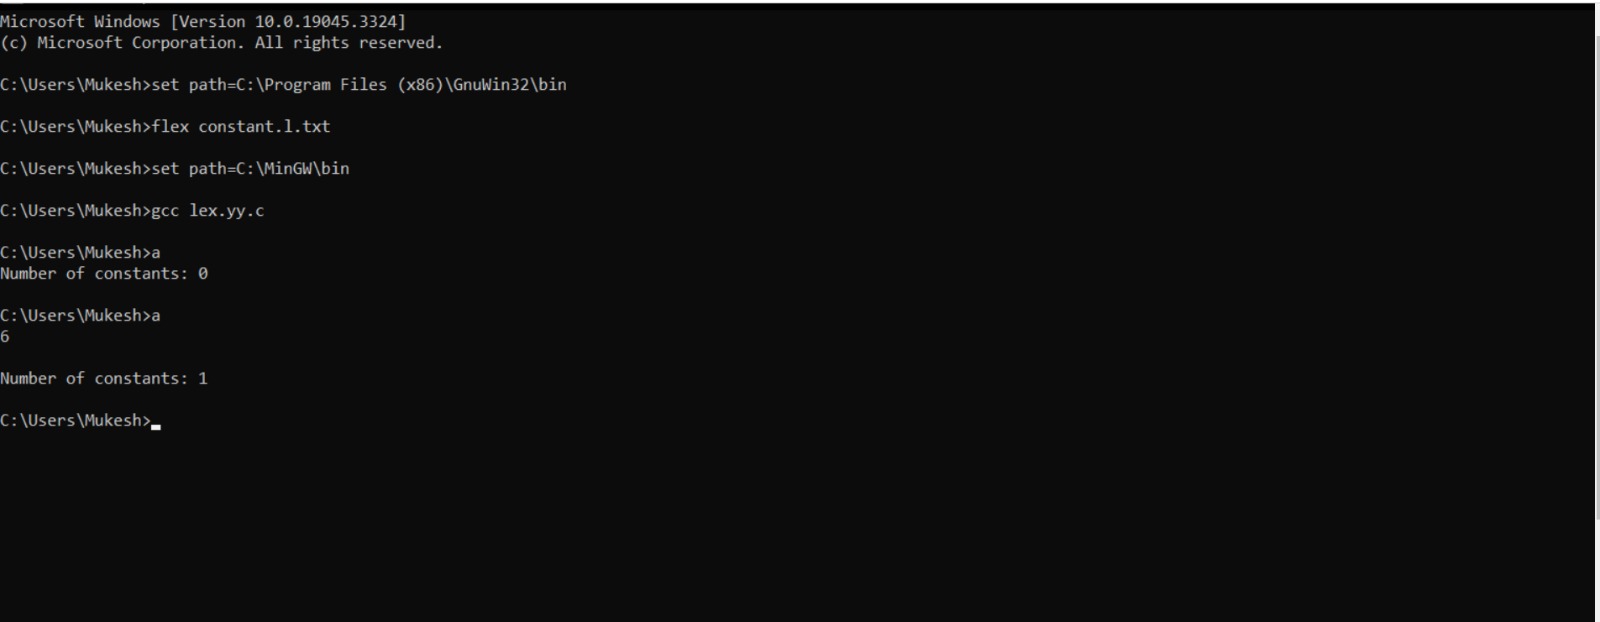 Microsoft Windows [Version 10.0.19045.3324]
(c) Microsoft Corporation. All rights reserved.
C:\Users\Mukesh>set path=C:\Program Files (x86)\GnuWin32\bin
C:\Users\Mukesh>flex constant.l.txt
C:\Users\Mukesh>set path=C:\MinGW\bin
C:\Users\Mukesh>gcc lex.yy.c
C:\Users\Mukesh>a
Number of constants: 0
C:\Users\Mukesh>a
6
Number of constants: 1
C:\Users\Mukesh>